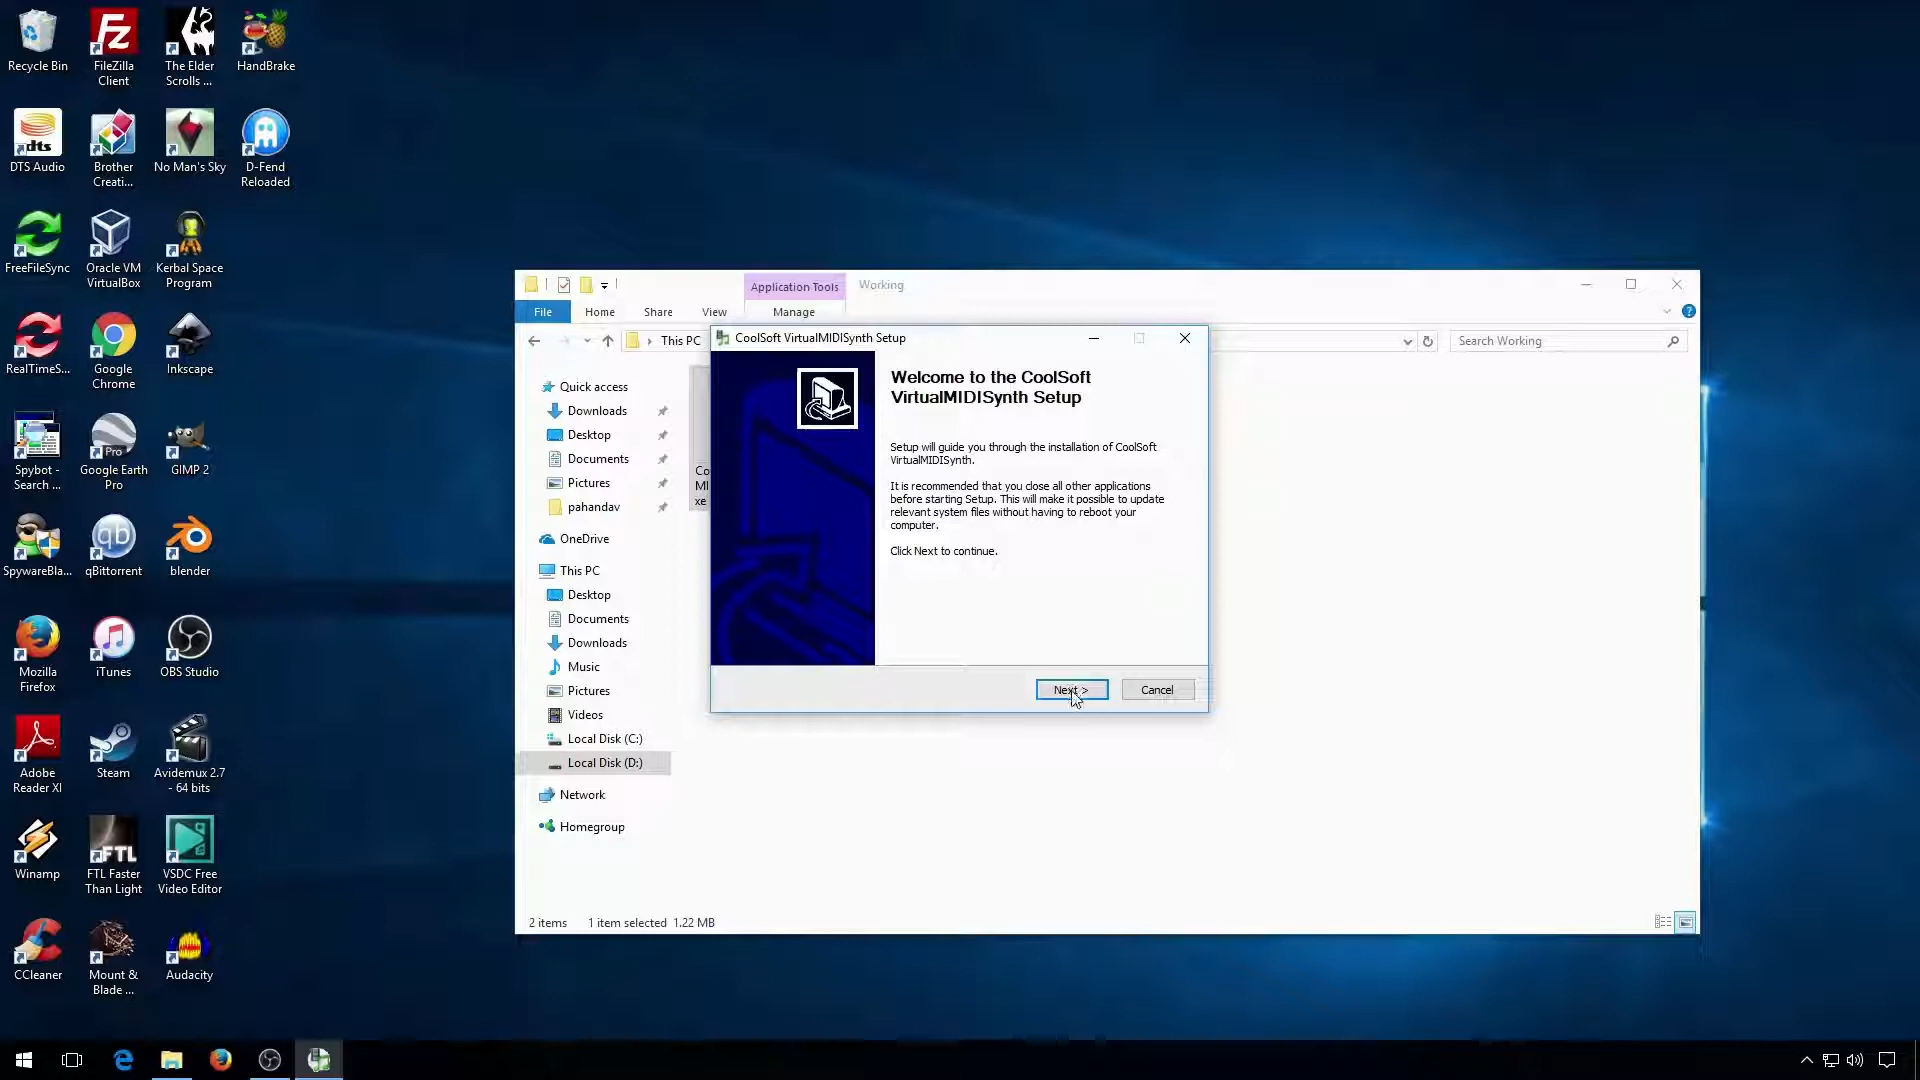 Recycle Bin
FileZilla
Client
The Elder
Scrolls ...
HandBrake
dts
DTS Audio
Brother
Creati...
No Man's Sky
D-Fend
Reloaded
FreeFileSync
Oracle VM
VirtualBox
Kerbal Space
Program
RealTimeS...
Google
Chrome
Inkscape
Spybot -
Search ...
Pro
Google Earth
Pro
GIMP 2
SpywareBla...
qb
qBittorrent
blender
Mozilla
Firefox
iTunes
OBS Studio
Adobe
Reader XI
Steam
Avidemux 2.7
- 64 bits
Winamp
FTL
FTL Faster
Than Light
VSDC Free
Video Editor
CCleaner
Mount &
Blade ...
Audacity
Application Tools
Working
File
Home
Share
View
Manage
This PC
Search Working
Quick access
Downloads
Desktop
Documents
Pictures
pahandav
OneDrive
This PC
Desktop
Documents
Downloads
Music
Pictures
Videos
Local Disk (C:)
Local Disk (D:)
Network
Homegroup
Co
MI
xe
2 items
1 item selected 1.22 MB
CoolSoft VirtualMIDISynth Setup
Welcome to the CoolSoft
VirtualMIDISynth Setup
Setup will guide you through the installation of CoolSoft
VirtualMIDISynth.
It is recommended that you close all other applications
before starting Setup. This will make it possible to update
relevant system files without having to reboot your
computer.
Click Next to continue.
Next >
Cancel